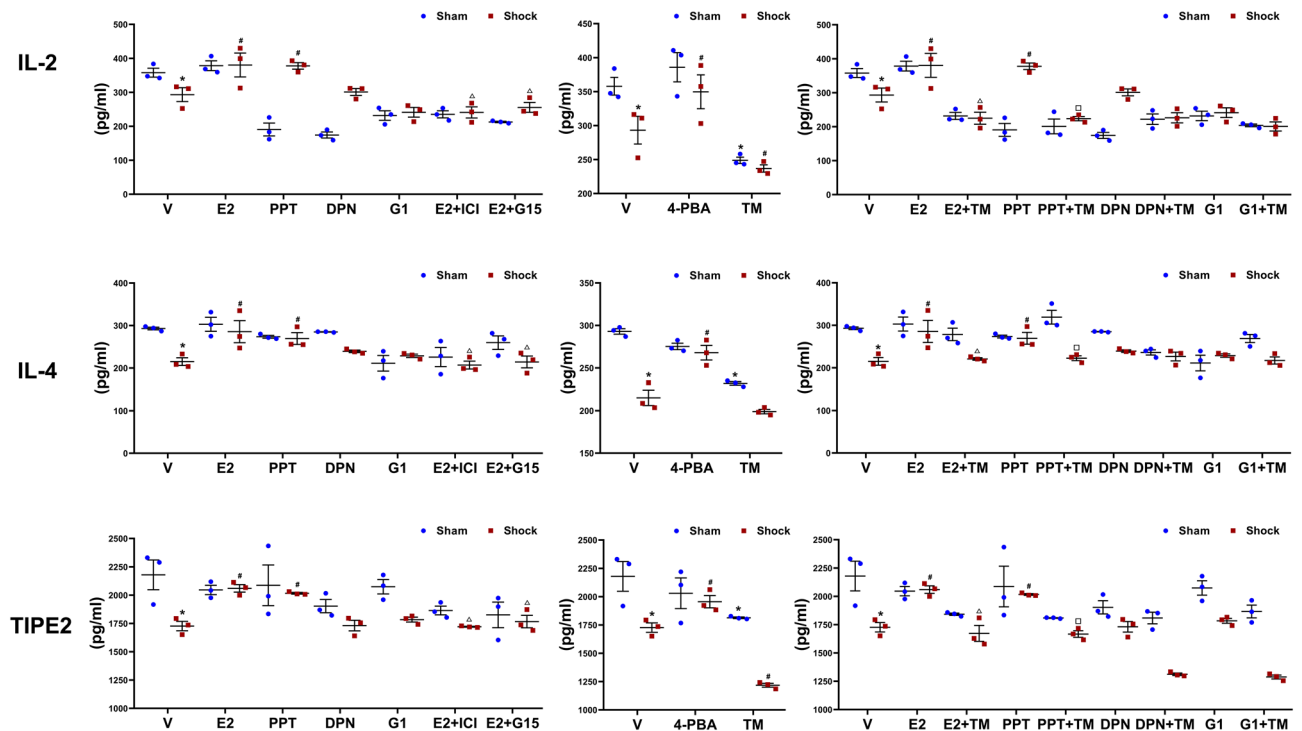 Sham Shock
IL-2
(pg/ml)
500
400
300
200
100
0
* # # △ △
V E2 PPT DPN G1 E2+ICI E2+G15
Sham Shock
(pg/ml)
450
400
350
300
250
200
* # * #
V 4-PBA TM
Sham Shock
(pg/ml)
500
400
300
200
100
0
* # △ # □
V E2 E2+TM PPT PPT+TM DPN DPN+TM G1 G1+TM
Sham Shock
IL-4
(pg/ml)
400
300
200
100
0
* # # △ △
V E2 PPT DPN G1 E2+ICI E2+G15
Sham Shock
(pg/ml)
350
300
250
200
150
* # *
V 4-PBA TM
Sham Shock
(pg/ml)
400
300
200
100
0
* # △ # □
V E2 E2+TM PPT PPT+TM DPN DPN+TM G1 G1+TM
Sham Shock
TIPE2
(pg/ml)
2500
2250
2000
1750
1500
1250
1000
* # # △ △
V E2 PPT DPN G1 E2+ICI E2+G15
Sham Shock
(pg/ml)
2500
2250
2000
1750
1500
1250
1000
* # * #
V 4-PBA TM
Sham Shock
(pg/ml)
2500
2250
2000
1750
1500
1250
1000
* # △ # □
V E2 E2+TM PPT PPT+TM DPN DPN+TM G1 G1+TM